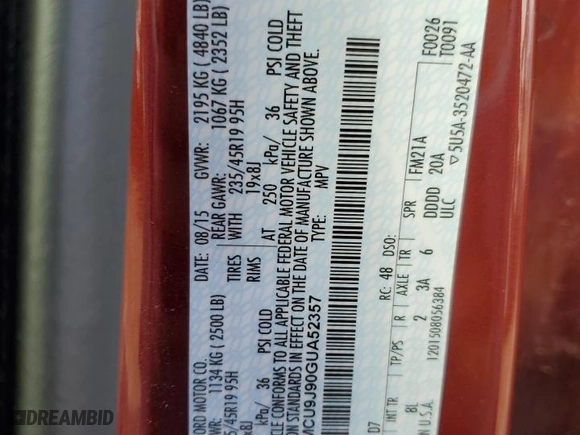 ORD MOTOR CO.
DATE: 08/15 GVWR: 2195 KG ( 4840 LB)
1134 KG ( 2500 LB) REAR GAWR: 1067 KG ( 2352 LB)
5/45R19 95H TIRES WITH 235/45R19 95H
x8J RIMS 19x8J
kPa/ 36 PSI COLD AT 250 kPa/ 36 PSI COLD
CLE CONFORMS TO ALL APPLICABLE FEDERAL MOTOR VEHICLE SAFETY AND THEFT
STANDARDS IN EFFECT ON THE DATE OF MANUFACTURE SHOWN ABOVE.
MCU9J90GUA52357 TYPE: MPV
F0026
T0091
RC: 48 DSO:
D7
INT TR TP/PS R AXLE TR SPR FM21A
8L 2 3A 6 DDDD 20A
N U.S.A. 1201508056384 ULC ▽5U5A-3520472-AA
DREAMBID